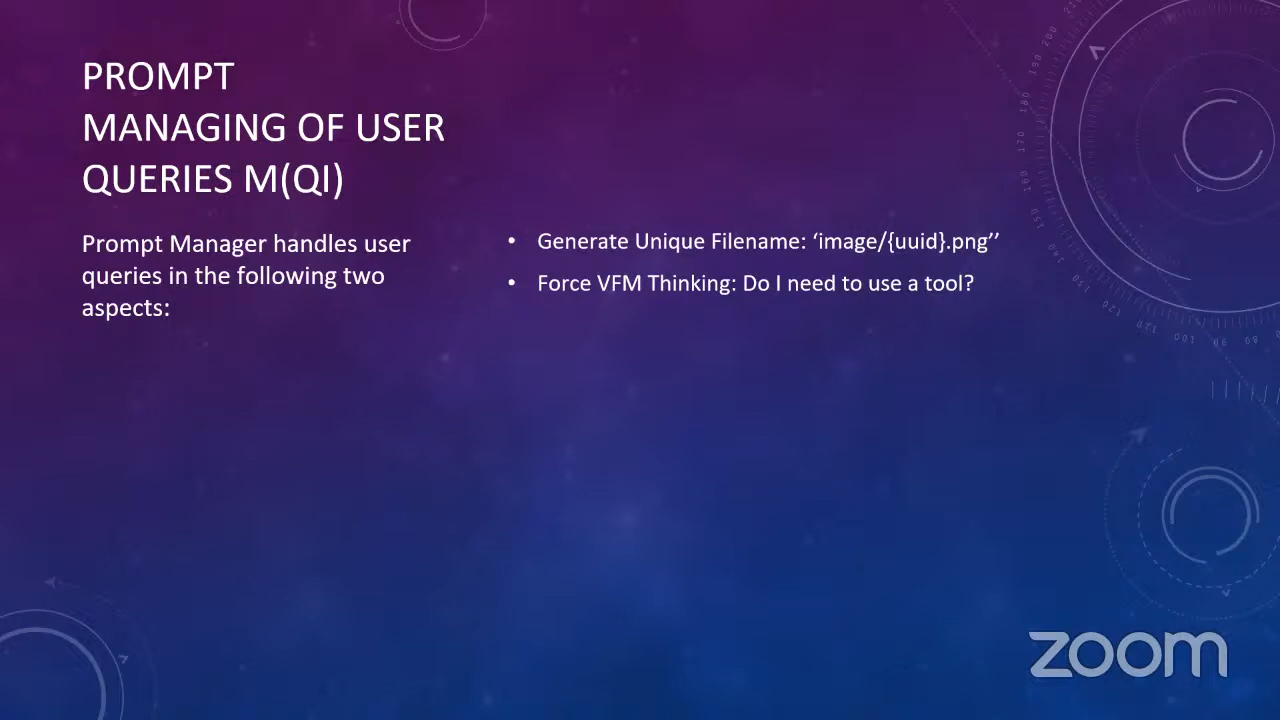 PROMPT
MANAGING OF USER
QUERIES M(QI)
Prompt Manager handles user
queries in the following two
aspects:
• Generate Unique Filename: ‘image/{uuid}.png’’
• Force VFM Thinking: Do I need to use a tool?
zoom